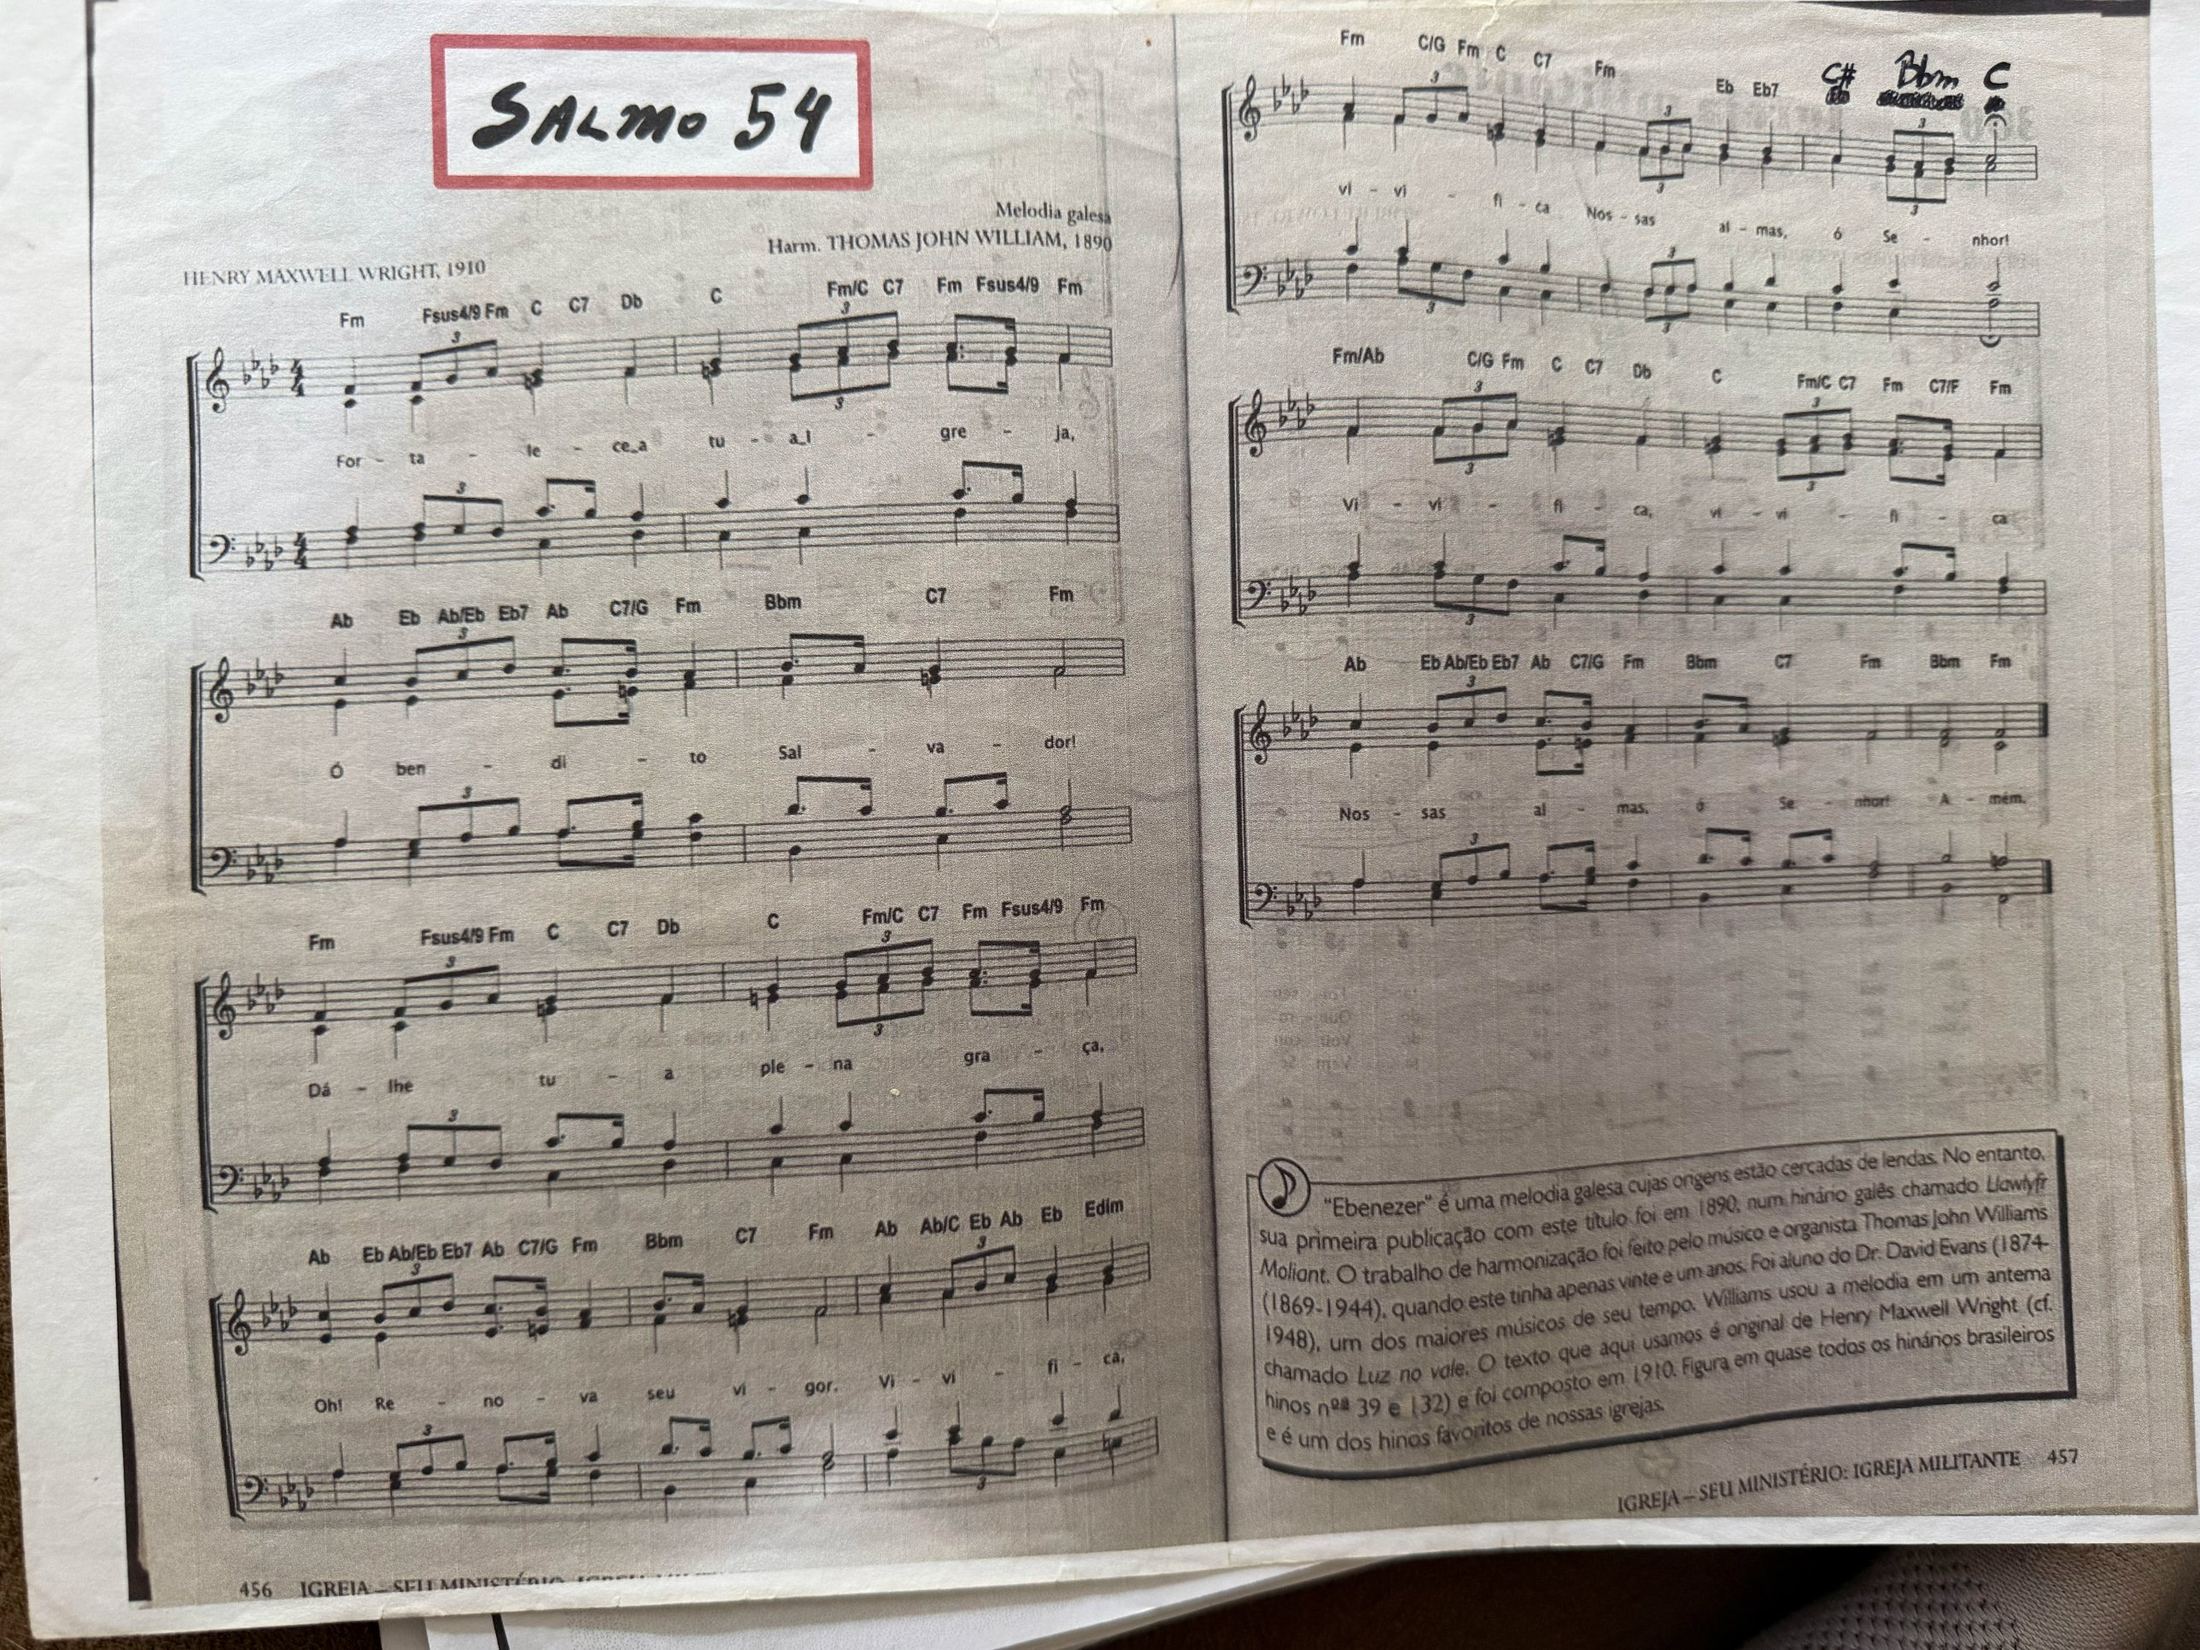 SALMO 54
Melodia galesa
Harm. THOMAS JOHN WILLIAM, 1890
HENRY MAXWELL WRIGHT, 1910
Fm Fsus4/9 Fm C C7 Db C Fm/C C7 Fm Fsus4/9 Fm
For - ta - le - ce_a tu - a_I - gre - ja,
Ab Eb Ab/Eb Eb7 Ab C7/G Fm Bbm C7 Fm
Ó ben - di - to Sal - va - dor!
Fm Fsus4/9 Fm C C7 Db C Fm/C C7 Fm Fsus4/9 Fm
Dá - lhe tu - a ple - na gra - ça,
Ab Eb Ab/Eb Eb7 Ab C7/G Fm Bbm C7 Fm Ab Ab/C Eb Ab Eb Edim
Oh! Re - no - va seu vi - gor. Vi - vi - fi - ca,
456 IGREJA – SEU MINISTÉRIO:
Fm C/G Fm C C7 Fm Eb Eb7 C# Bbm C
vi - vi - fi - ca Nos - sas al - mas, ó Se - nhor!
Fm/Ab C/G Fm C C7 Db C Fm/C C7 Fm C7/F Fm
Vi - vi - fi - ca, vi - vi - fi - ca
Ab Eb Ab/Eb Eb7 Ab C7/G Fm Bbm C7 Fm Bbm Fm
Nos - sas al - mas, ó Se - nhor! A - mém.
"Ebenezer" é uma melodia galesa cujas origens estão cercadas de lendas. No entanto,
sua primeira publicação com este título foi em 1890, num hinário galês chamado Llawlyfr
Moliant. O trabalho de harmonização foi feito pelo músico e organista Thomas John Williams
(1869-1944), quando este tinha apenas vinte e um anos. Foi aluno do Dr. David Evans (1874-
1948), um dos maiores músicos de seu tempo. Williams usou a melodia em um antema
chamado Luz no vale. O texto que aqui usamos é original de Henry Maxwell Wright (cf.
hinos nºs 39 e 132) e foi composto em 1910. Figura em quase todos os hinários brasileiros
e é um dos hinos favoritos de nossas igrejas.
IGREJA – SEU MINISTÉRIO: IGREJA MILITANTE 457